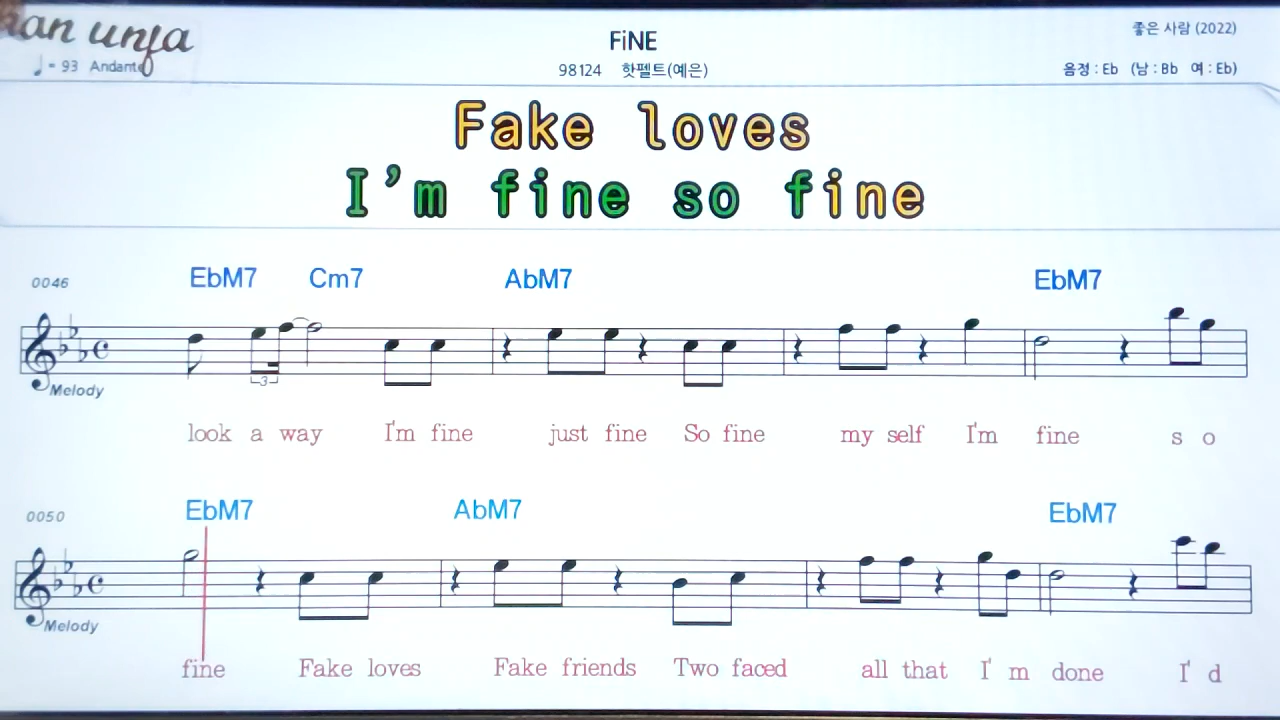 an unja
♩= 93 Andante
FiNE
98124 핫펠트(예은)
좋은 사람 (2022)
음정 : Eb (남 : Bb 여 : Eb)
Fake loves
I'm fine so fine
0046 EbM7 Cm7 AbM7 EbM7
3
Melody
look a way I'm fine just fine So fine my self I'm fine s o
0050 EbM7 AbM7 EbM7
Melody
fine Fake loves Fake friends Two faced all that I' m done I' d